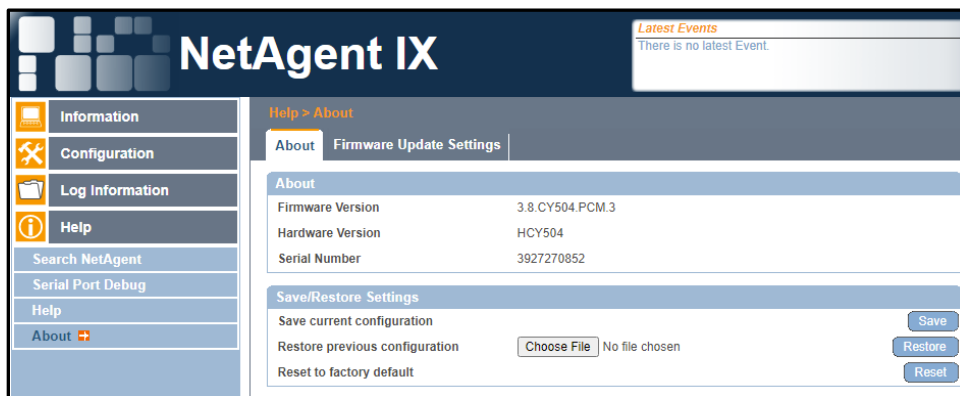 NetAgent IX
Latest Events
There is no latest Event.
Information
Configuration
Log Information
Help
Search NetAgent
Serial Port Debug
Help
About
Help > About
About Firmware Update Settings
About
Firmware Version 3.8.CY504.PCM.3
Hardware Version HCY504
Serial Number 3927270852
Save/Restore Settings
Save current configuration Save
Restore previous configuration Choose File No file chosen Restore
Reset to factory default Reset